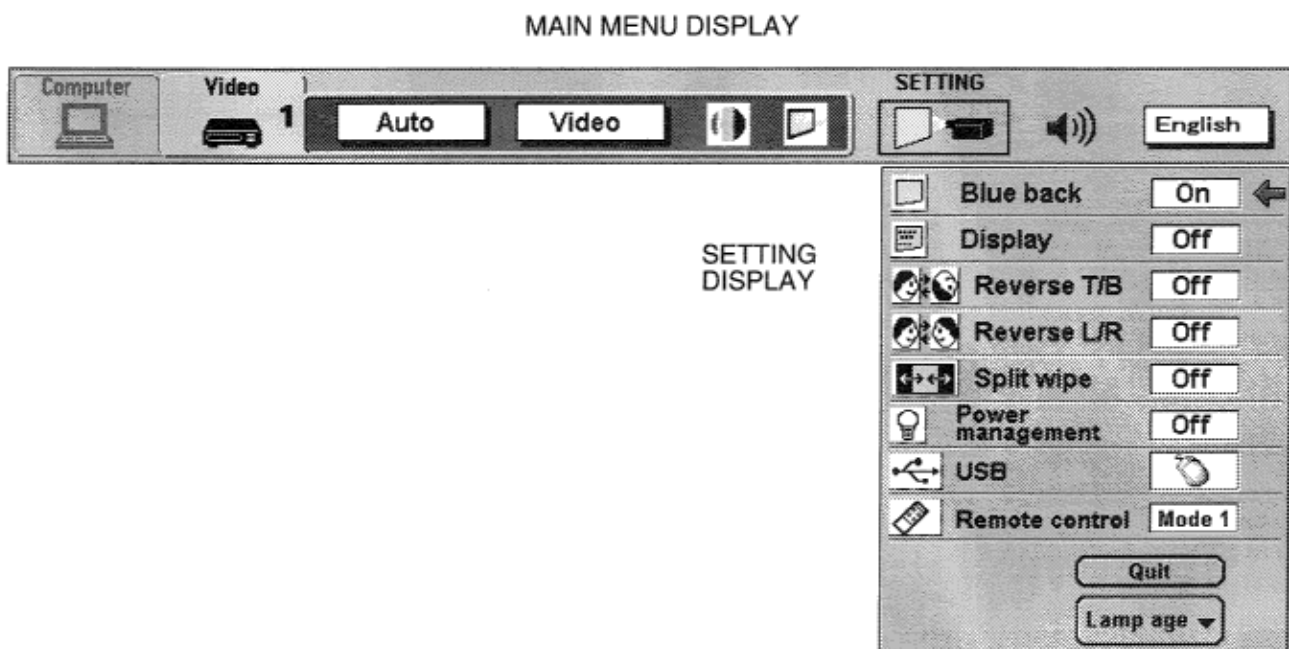 MAIN MENU DISPLAY
Computer
Video
1
Auto
Video
SETTING
English
SETTING
DISPLAY
Blue back On
Display Off
Reverse T/B Off
Reverse L/R Off
Split wipe Off
Power
management Off
USB
Remote control Mode 1
Quit
Lamp age